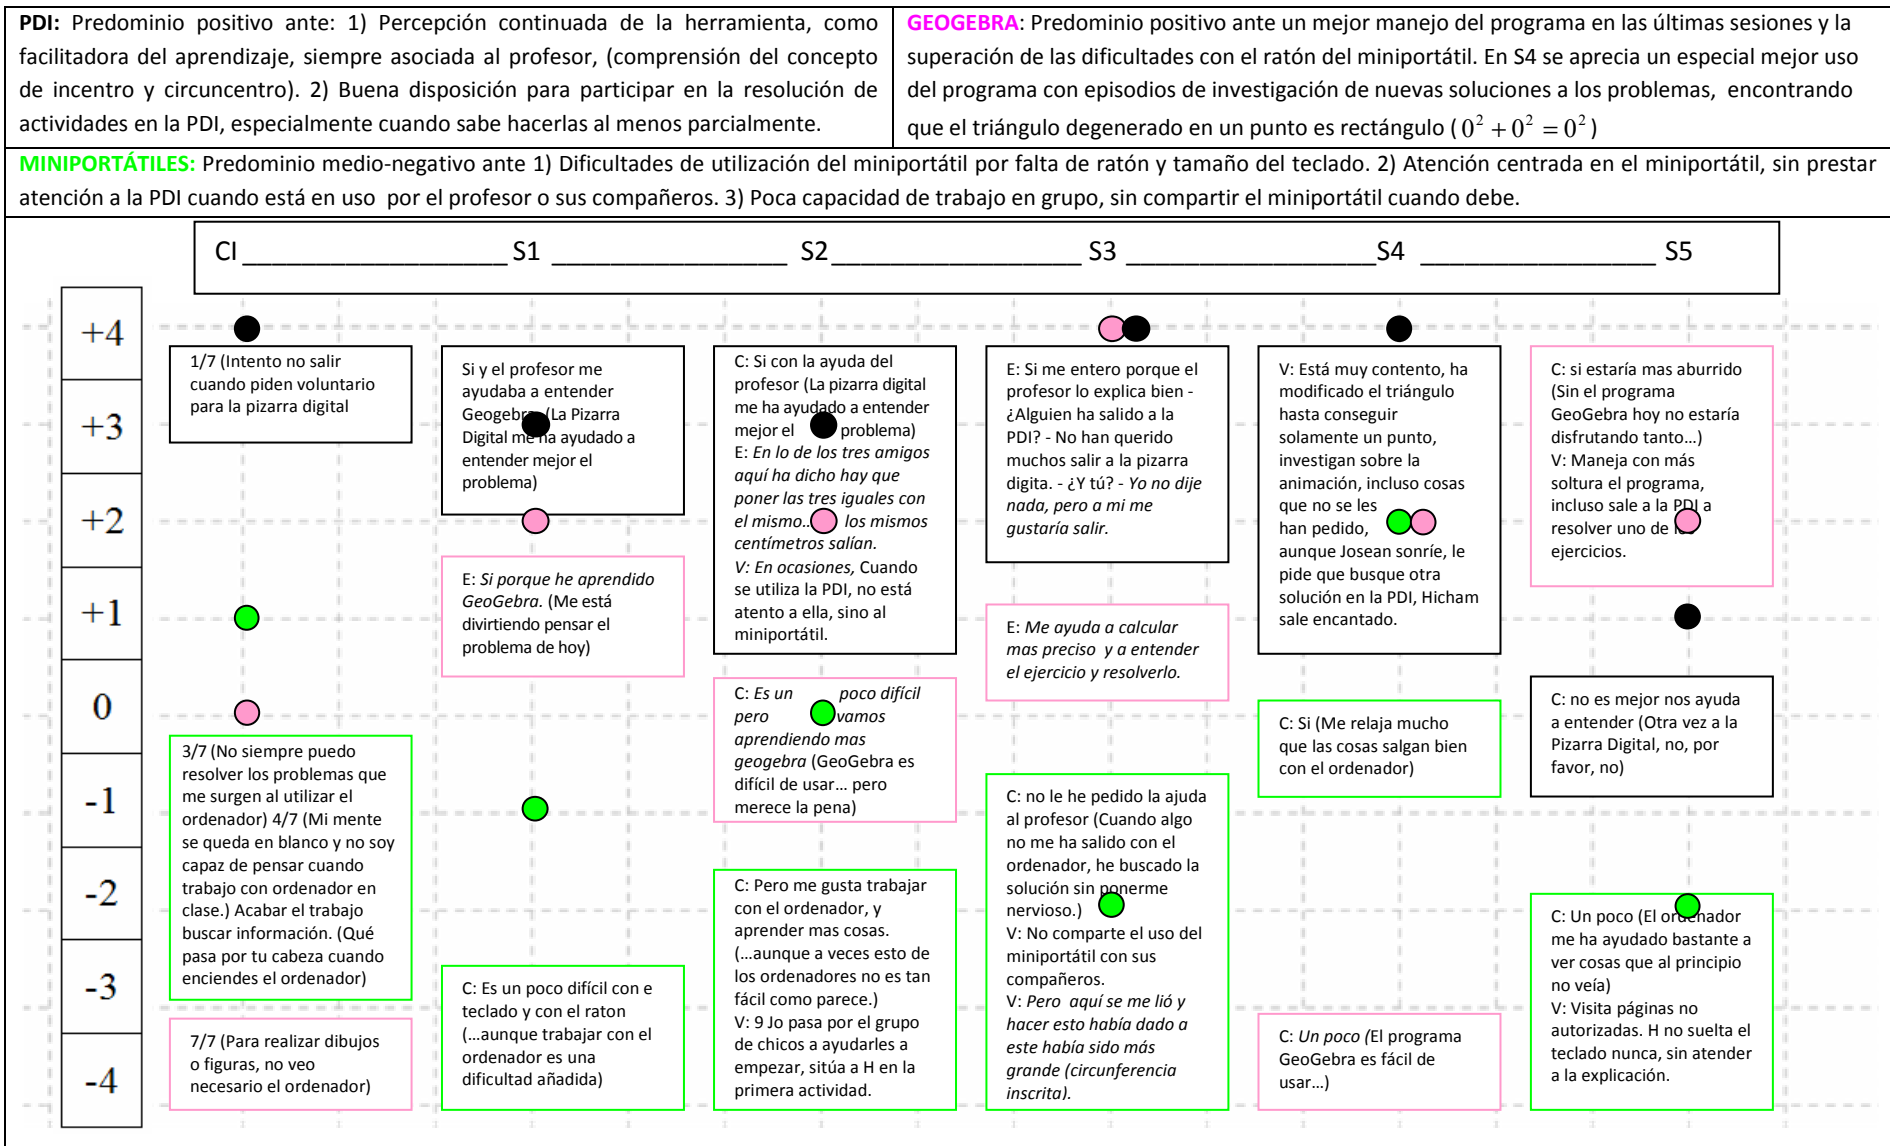 PDI: Predominio positivo ante: 1) Percepción continuada de la herramienta, como
facilitadora del aprendizaje, siempre asociada al profesor, (comprensión del concepto
de incentro y circuncentro). 2) Buena disposición para participar en la resolución de
actividades en la PDI, especialmente cuando sabe hacerlas al menos parcialmente.
GEOGEBRA: Predominio positivo ante un mejor manejo del programa en las últimas sesiones y la
superación de las dificultades con el ratón del miniportátil. En S4 se aprecia un especial mejor uso
del programa con episodios de investigación de nuevas soluciones a los problemas, encontrando
que el triángulo degenerado en un punto es rectángulo ( 0² + 0² = 0² )
MINIPORTÁTILES: Predominio medio-negativo ante 1) Dificultades de utilización del miniportátil por falta de ratón y tamaño del teclado. 2) Atención centrada en el miniportátil, sin prestar
atención a la PDI cuando está en uso por el profesor o sus compañeros. 3) Poca capacidad de trabajo en grupo, sin compartir el miniportátil cuando debe.
CI __________________ S1 ________________ S2 _________________ S3 _________________ S4 ________________ S5
+4
+3
+2
+1
0
-1
-2
-3
-4
1/7 (Intento no salir
cuando piden voluntario
para la pizarra digital
3/7 (No siempre puedo
resolver los problemas que
me surgen al utilizar el
ordenador) 4/7 (Mi mente
se queda en blanco y no soy
capaz de pensar cuando
trabajo con ordenador en
clase.) Acabar el trabajo
buscar información. (Qué
pasa por tu cabeza cuando
enciendes el ordenador)
7/7 (Para realizar dibujos
o figuras, no veo
necesario el ordenador)
Si y el profesor me
ayudaba a entender
Geogebra. (La Pizarra
Digital me ha ayudado a
entender mejor el
problema)
E: Si porque he aprendido
GeoGebra. (Me está
divirtiendo pensar el
problema de hoy)
C: Es un poco difícil con e
teclado y con el raton
(…aunque trabajar con el
ordenador es una
dificultad añadida)
C: Si con la ayuda del
profesor (La pizarra digital
me ha ayudado a entender
mejor el problema)
E: En lo de los tres amigos
aquí ha dicho hay que
poner las tres iguales con
el mismo… los mismos
centímetros salían.
V: En ocasiones, Cuando
se utiliza la PDI, no está
atento a ella, sino al
miniportátil.
C: Es un poco difícil
pero vamos
aprendiendo mas
geogebra (GeoGebra es
difícil de usar… pero
merece la pena)
C: Pero me gusta trabajar
con el ordenador, y
aprender mas cosas.
(…aunque a veces esto de
los ordenadores no es tan
fácil como parece.)
V: 9 Jo pasa por el grupo
de chicos a ayudarles a
empezar, sitúa a H en la
primera actividad.
E: Si me entero porque el
profesor lo explica bien -
¿Alguien ha salido a la
PDI? - No han querido
muchos salir a la pizarra
digita. - ¿Y tú? - Yo no dije
nada, pero a mi me
gustaría salir.
E: Me ayuda a calcular
mas preciso y a entender
el ejercicio y resolverlo.
C: no le he pedido la ayuda
al profesor (Cuando algo
no me ha salido con el
ordenador, he buscado la
solución sin ponerme
nervioso.)
V: No comparte el uso del
miniportátil con sus
compañeros.
V: Pero aquí se me lió y
hacer esto había dado a
este había sido más
grande (circunferencia
inscrita).
V: Está muy contento, ha
modificado el triángulo
hasta conseguir
solamente un punto,
investigan sobre la
animación, incluso cosas
que no se les
han pedido,
aunque Josean sonríe, le
pide que busque otra
solución en la PDI, Hicham
sale encantado.
C: Si (Me relaja mucho
que las cosas salgan bien
con el ordenador)
C: Un poco (El programa
GeoGebra es fácil de
usar…)
C: si estaría mas aburrido
(Sin el programa
GeoGebra hoy no estaría
disfrutando tanto…)
V: Maneja con más
soltura el programa,
incluso sale a la PDI a
resolver uno de los
ejercicios.
C: no es mejor nos ayuda
a entender (Otra vez a la
Pizarra Digital, no, por
favor, no)
C: Un poco (El ordenador
me ha ayudado bastante a
ver cosas que al principio
no veía)
V: Visita páginas no
autorizadas. H no suelta el
teclado nunca, sin atender
a la explicación.